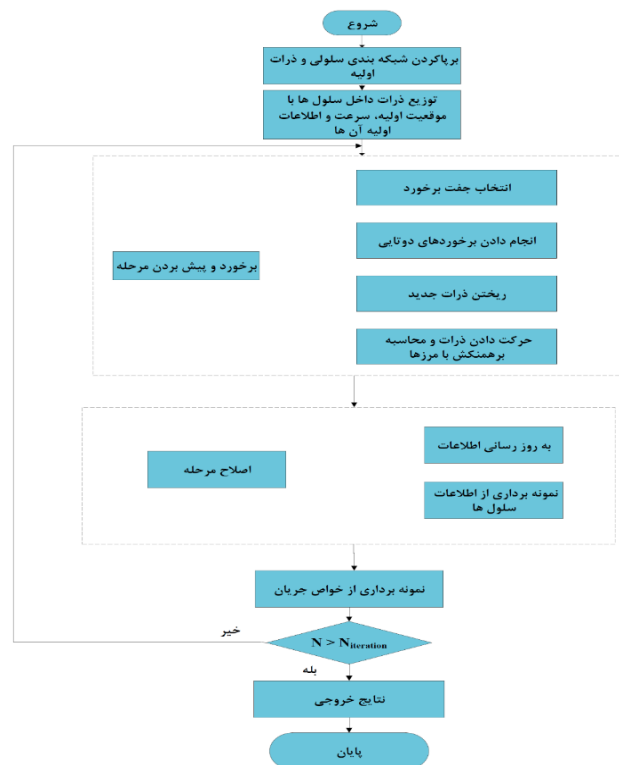 شروع
برپاکردن شبکه بندی سلولی و ذرات
اولیه
توزیع ذرات داخل سلول ها با
موقعیت اولیه، سرعت و اطلاعات
اولیه آن ها
انتخاب جفت برخورد
انجام دادن برخوردهای دوتایی
برخورد و پیش بردن مرحله
ریختن ذرات جدید
حرکت دادن ذرات و محاسبه
برهمنکش با مرزها
به روز رسانی اطلاعات
اصلاح مرحله
نمونه برداری از اطلاعات
سلول ها
نمونه برداری از خواص جریان
خیر
N > Niteration
بله
نتایج خروجی
پایان